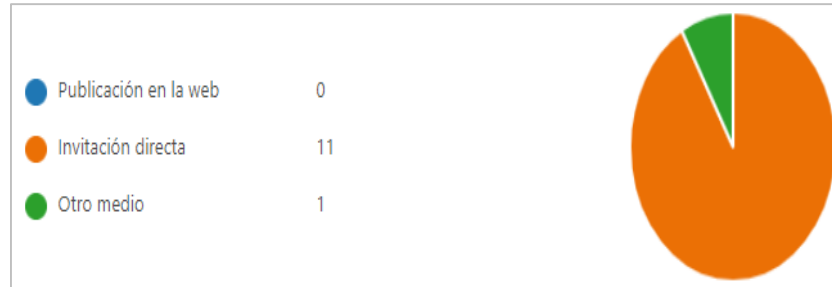 Publicación en la web 0
Invitación directa 11
Otro medio 1